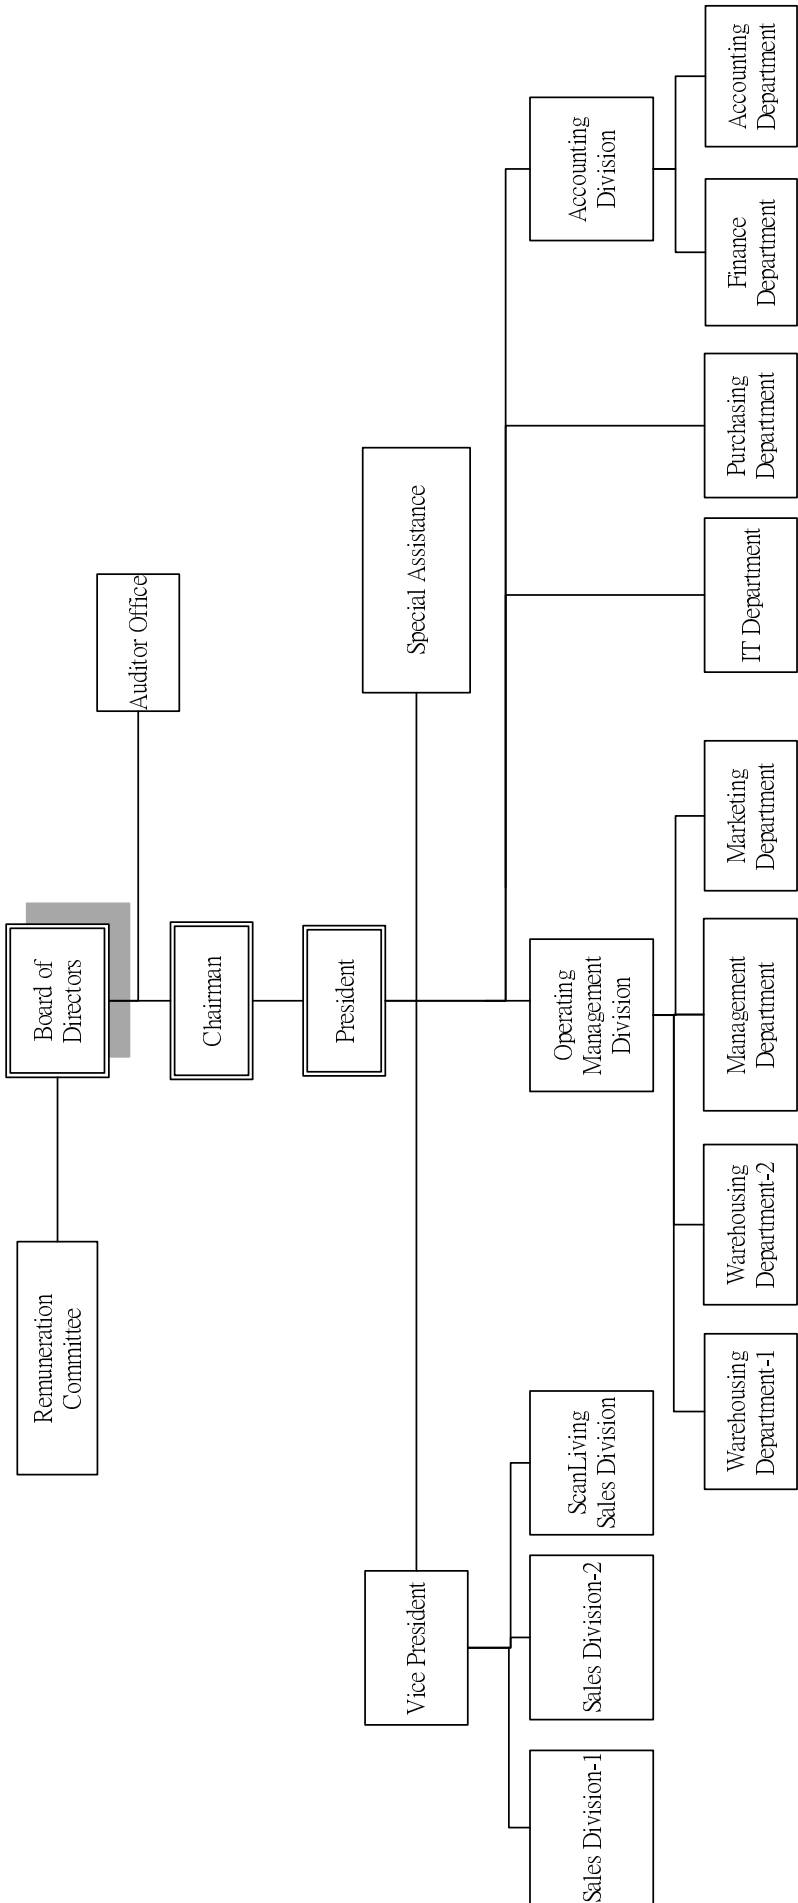 Board of
Directors
Remuneration
Committee
Auditor Office
Chairman
President
Vice President
Special Assistance
Sales Division-1
Sales Division-2
ScanLiving
Sales Division
Operating
Management
Division
Accounting
Division
Warehousing
Department-1
Warehousing
Department-2
Management
Department
Marketing
Department
IT Department
Purchasing
Department
Finance
Department
Accounting
Department